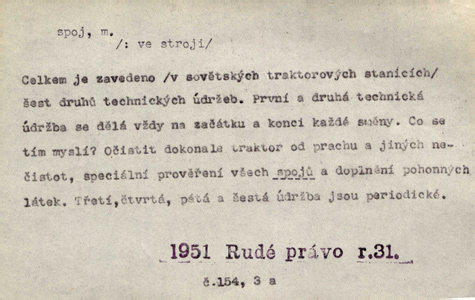 spoj, m.
/: ve stroji/
Celkem je zavedeno /v sovětských traktorových stanicích/
šest druhů technických údržeb. První a druhá technická
údržba se dělá vždy na začátku a konci každé směny. Co se
tím myslí? Očistit dokonale traktor od prachu a jiných ne-
čistot, speciální prověření všech spojů a doplnění pohonných
látek. Třetí,čtvrtá, pátá a šestá údržba jsou periodické.
1951 Rudé právo r.31.
č.154, 3 a